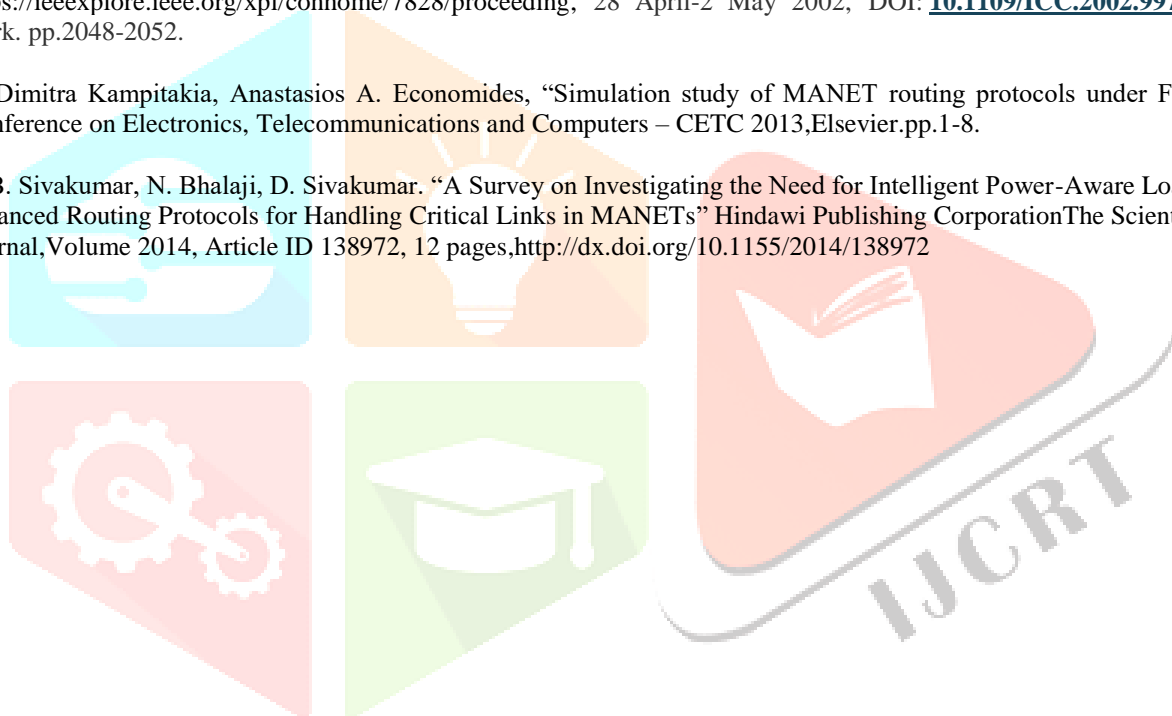 ps://ieeexplore.ieee.org/xpl/conhome/7828/proceeding, 28 April-2 May 2002, DOI: 10.1109/ICC.2002.997
rk. pp.2048-2052.
Dimitra Kampitakia, Anastasios A. Economides, “Simulation study of MANET routing protocols under F
nference on Electronics, Telecommunications and Computers – CETC 2013,Elsevier.pp.1-8.
B. Sivakumar, N. Bhalaji, D. Sivakumar. “A Survey on Investigating the Need for Intelligent Power-Aware Lo
anced Routing Protocols for Handling Critical Links in MANETs” Hindawi Publishing CorporationThe Scient
rnal,Volume 2014, Article ID 138972, 12 pages,http://dx.doi.org/10.1155/2014/138972
IJCRT